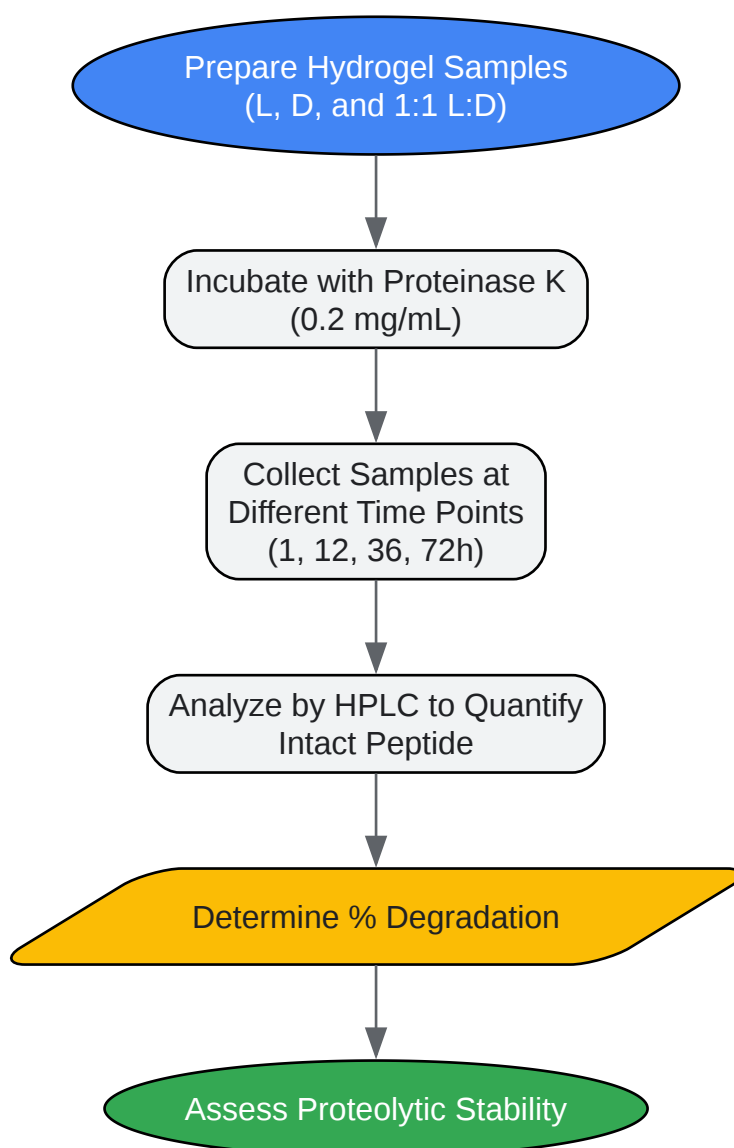 Prepare Hydrogel Samples
(L, D, and 1:1 L:D)
Incubate with Proteinase K
(0.2 mg/mL)
Collect Samples at
Different Time Points
(1, 12, 36, 72h)
Analyze by HPLC to Quantify
Intact Peptide
Determine % Degradation
Assess Proteolytic Stability